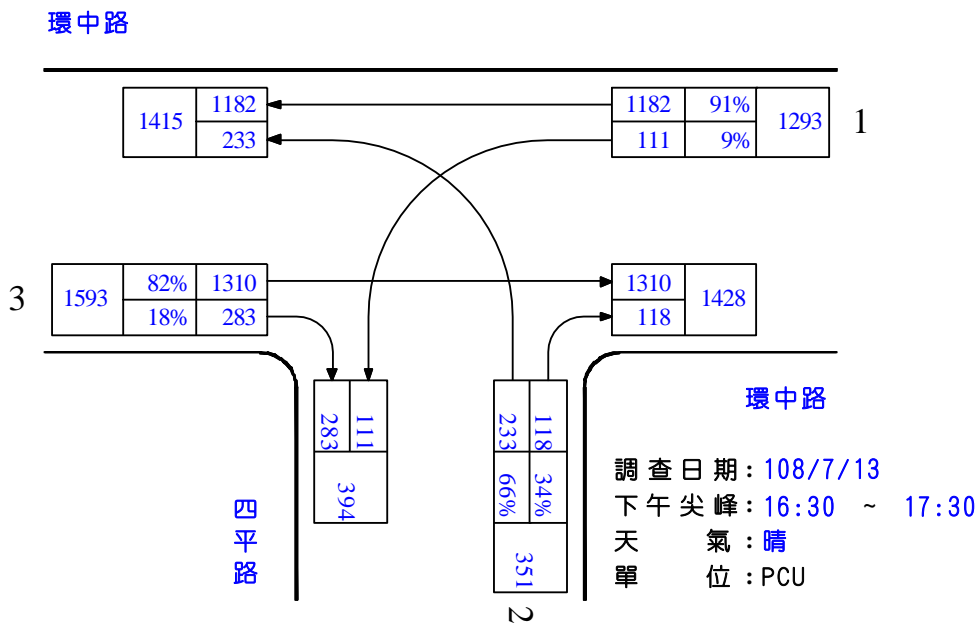 環中路
1415 1182
233
1182 91% 1293
111 9%
1
3
1593 82% 1310
18% 283
1310 1428
118
283 111
394
233 118
66% 34%
351
2
四平路
環中路
調查日期：108/7/13
下午尖峰：16:30 ~ 17:30
天 氣：晴
單 位：PCU